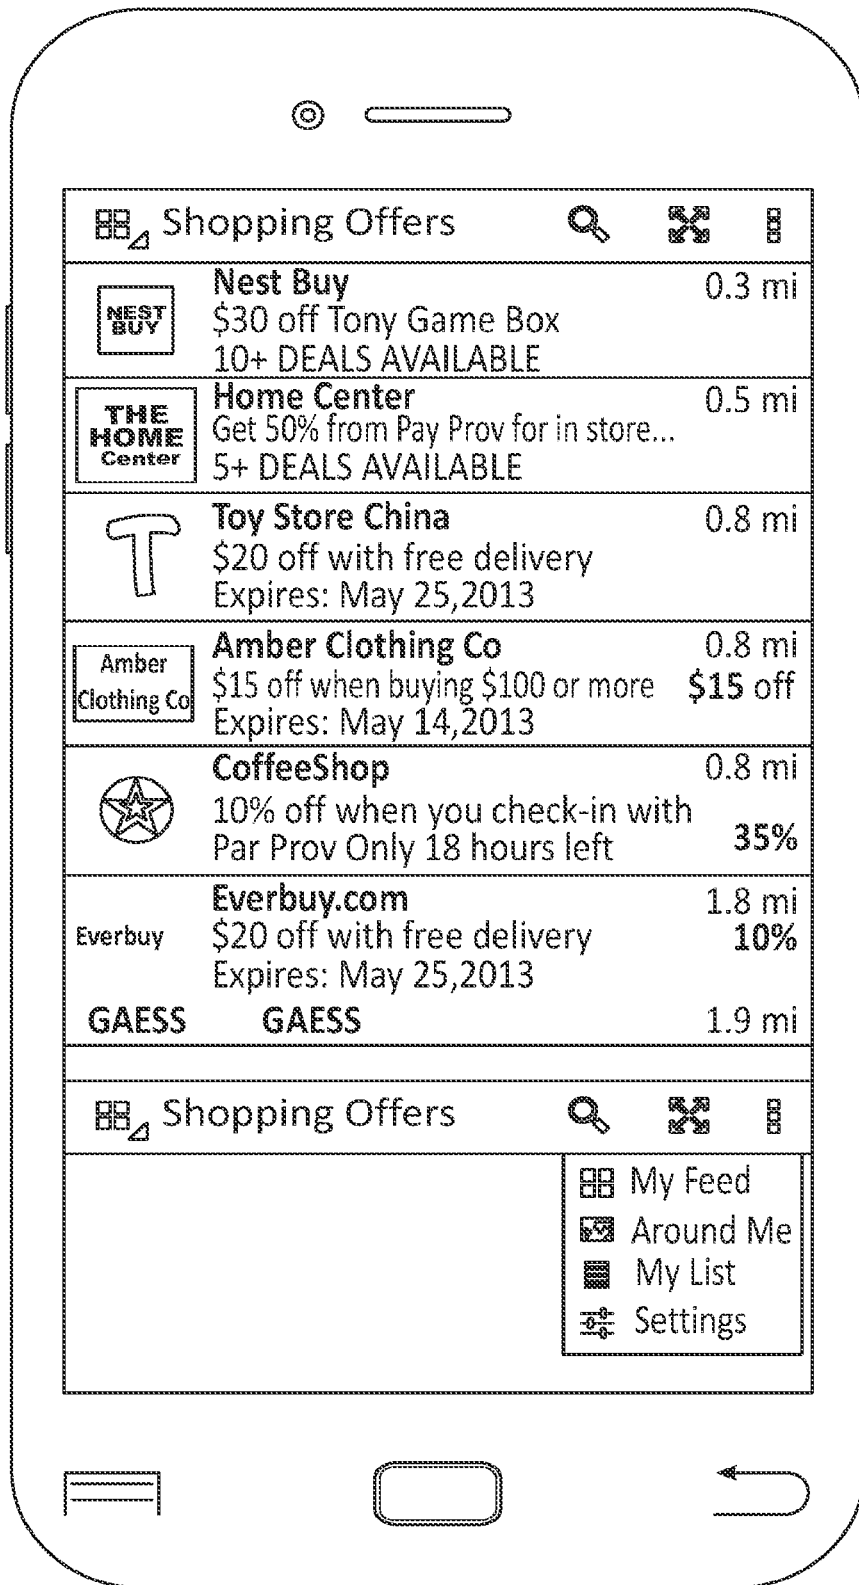 Shopping Offers
NEST
BUY
Nest Buy
0.3 mi
$30 off Tony Game Box
10+ DEALS AVAILABLE
THE
HOME
Center
Home Center
0.5 mi
Get 50% from Pay Prov for in store...
5+ DEALS AVAILABLE
T
Toy Store China
0.8 mi
$20 off with free delivery
Expires: May 25,2013
Amber
Clothing Co
Amber Clothing Co
0.8 mi
$15 off when buying $100 or more
$15 off
Expires: May 14,2013
CoffeeShop
0.8 mi
10% off when you check-in with
Par Prov Only 18 hours left
35%
Everbuy
Everbuy.com
1.8 mi
$20 off with free delivery
10%
Expires: May 25,2013
GAESS GAESS 1.9 mi
Shopping Offers
My Feed
Around Me
My List
Settings